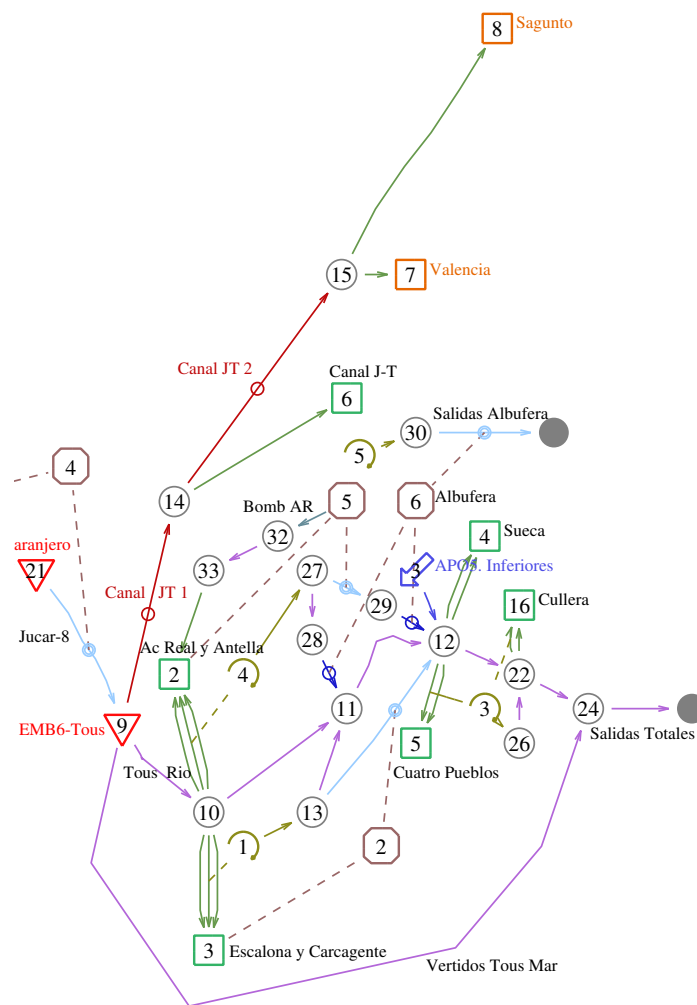 8 Sagunto
15
7 Valencia
Canal JT 2
Canal J-T
6
Salidas Albufera
30
5
4
14
Bomb AR
5
6 Albufera
32
4 Sueca
aranjero
21
33
27
3
APO5. Inferiores
Canal JT 1
29
16 Cullera
Jucar-8
28
12
Ac Real y Antella
2
4
22
EMB6-Tous
9
11
3
24
Salidas Totales
26
5
Cuatro Pueblos
Tous Rio
10
13
1
2
3 Escalona y Carcagente
Vertidos Tous Mar